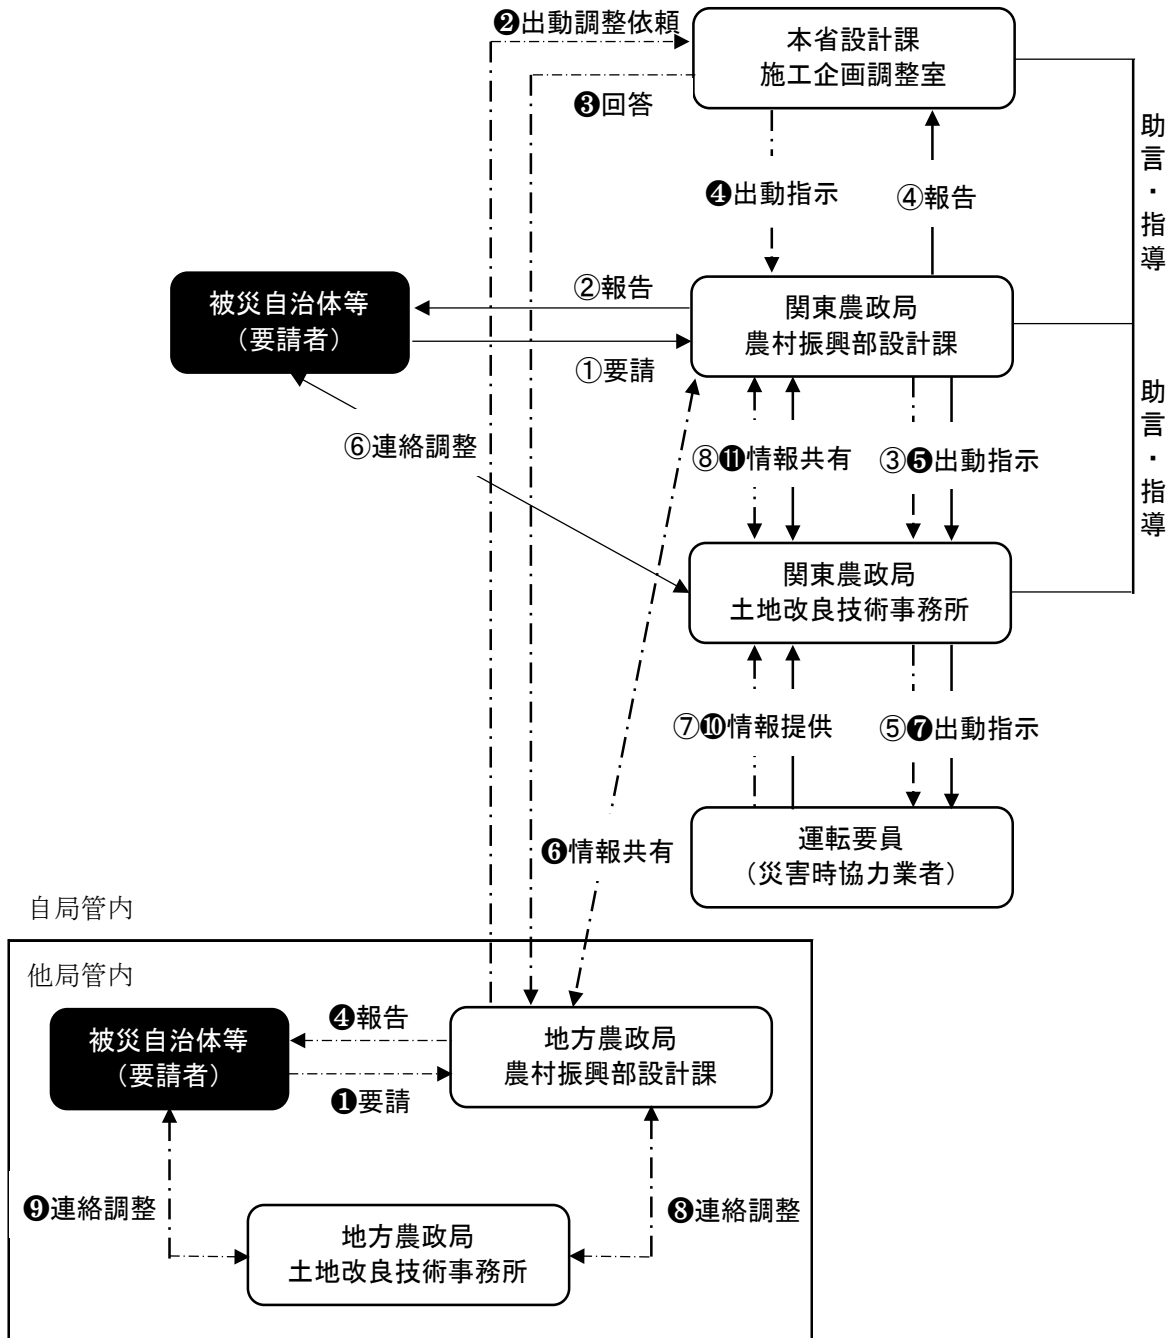 ❷出動調整依頼
本省設計課
施工企画調整室
❸回答
助言・指導
❹出動指示
④報告
被災自治体等
（要請者）
②報告
関東農政局
農村振興部設計課
①要請
助言・指導
⑥連絡調整
⑧⓫情報共有
③❺出動指示
関東農政局
土地改良技術事務所
⑦❿情報提供
⑤❼出動指示
❻情報共有
運転要員
（災害時協力業者）
自局管内
他局管内
被災自治体等
（要請者）
❹報告
地方農政局
農村振興部設計課
❶要請
❾連絡調整
❽連絡調整
地方農政局
土地改良技術事務所